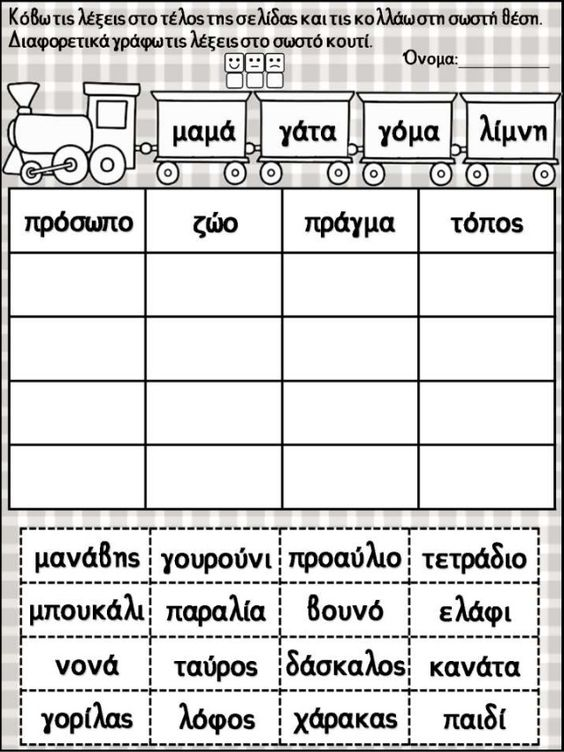 Κόβω τις λέξεις στο τέλος της σελίδας και τις κολλάω στη σωστή θέση.
Διαφορετικά γράφω τις λέξεις στο σωστό κουτί.
Όνομα:__________
μαμά γάτα γόμα λίμνη
πρόσωπο ζώο πράγμα τόπος
μανάβης γουρούνι προαύλιο τετράδιο
μπουκάλι παραλία βουνό ελάφι
νονά ταύρος δάσκαλος κανάτα
γορίλας λόφος χάρακας παιδί